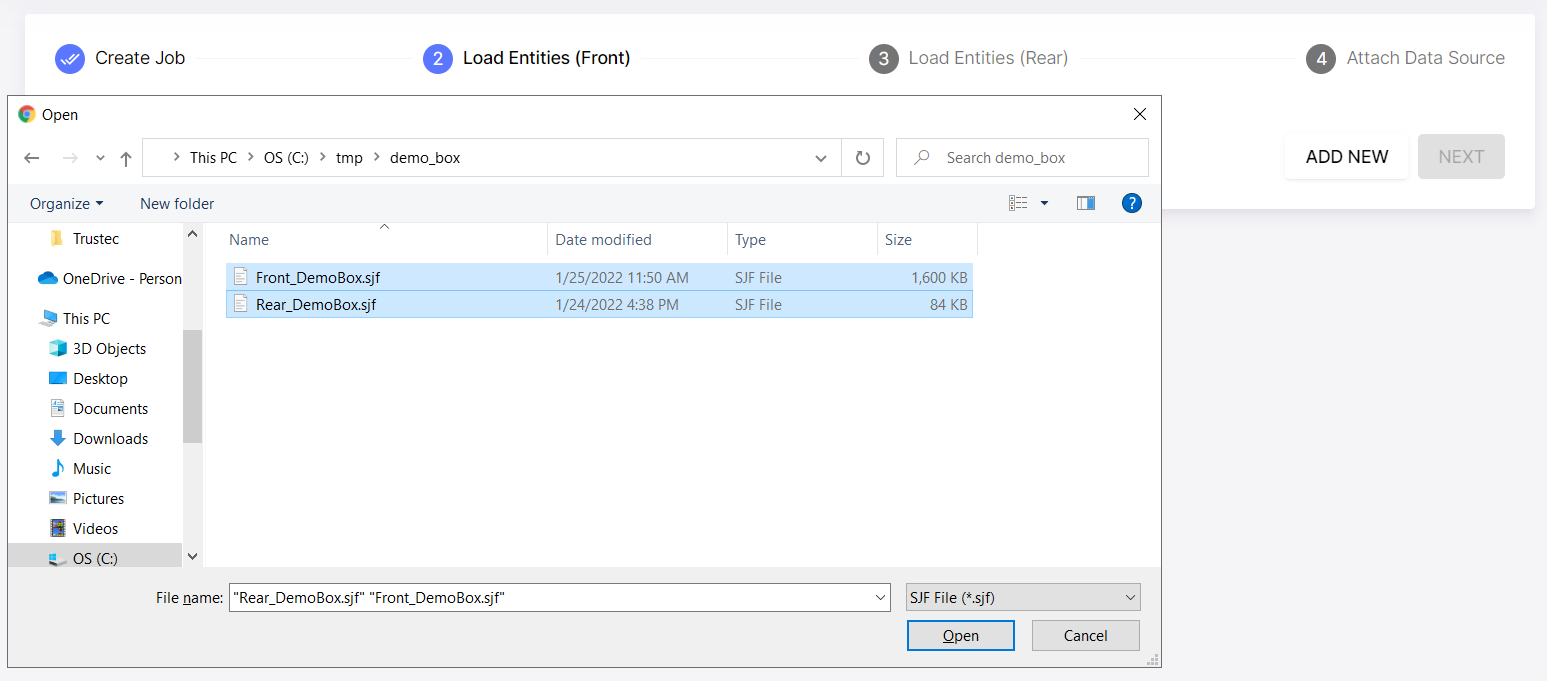 Create Job
2 Load Entities (Front)
3 Load Entities (Rear)
4 Attach Data Source
ADD NEW
NEXT
Open
This PC > OS (C:) > tmp > demo_box
Search demo_box
Organize
New folder
?
Trustec
OneDrive - Person
This PC
3D Objects
Desktop
Documents
Downloads
Music
Pictures
Videos
OS (C:)
Name Date modified Type Size
Front_DemoBox.sjf 1/25/2022 11:50 AM SJF File 1,600 KB
Rear_DemoBox.sjf 1/24/2022 4:38 PM SJF File 84 KB
File name: "Rear_DemoBox.sjf" "Front_DemoBox.sjf"
SJF File (*.sjf)
Open
Cancel